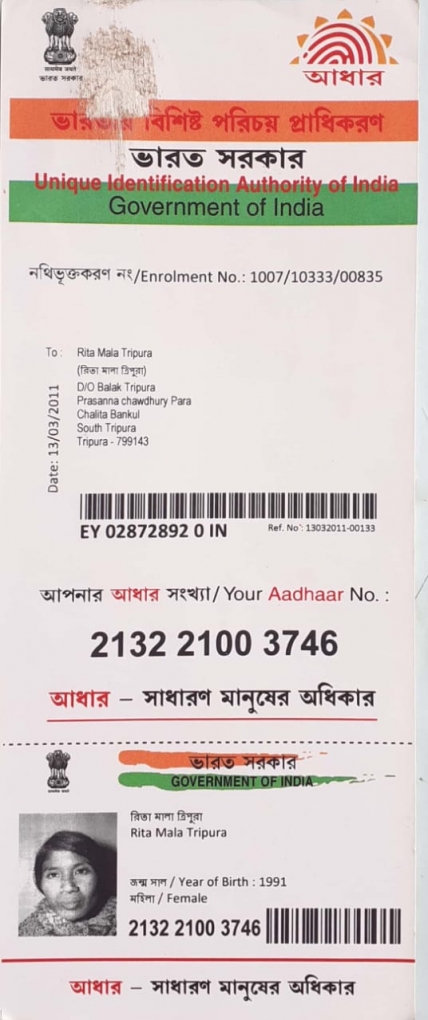 भारत सरकार
ভারত সরকার
আধার
ভারতীয় বিশিষ্ট পরিচয় প্রাধিকরণ
ভারত সরকার
Unique Identification Authority of India
Government of India
নথিভূক্তকরণ নং/Enrolment No.: 1007/10333/00835
To : Rita Mala Tripura
(রিতা মালা ত্রিপুরা)
D/O Balak Tripura
Prasanna chawdhury Para
Chalita Bankul
South Tripura
Tripura - 799143
Date: 13/03/2011
EY 02872892 0 IN
Ref. No: 13032011-00133
আপনার আধার সংখ্যা/ Your Aadhaar No. :
2132 2100 3746
আধার – সাধারণ মানুষের অধিকার
ভারত সরকার
GOVERNMENT OF INDIA
রিতা মালা ত্রিপুরা
Rita Mala Tripura
জন্ম সাল / Year of Birth : 1991
মহিলা / Female
2132 2100 3746
আধার – সাধারণ মানুষের অধিকার